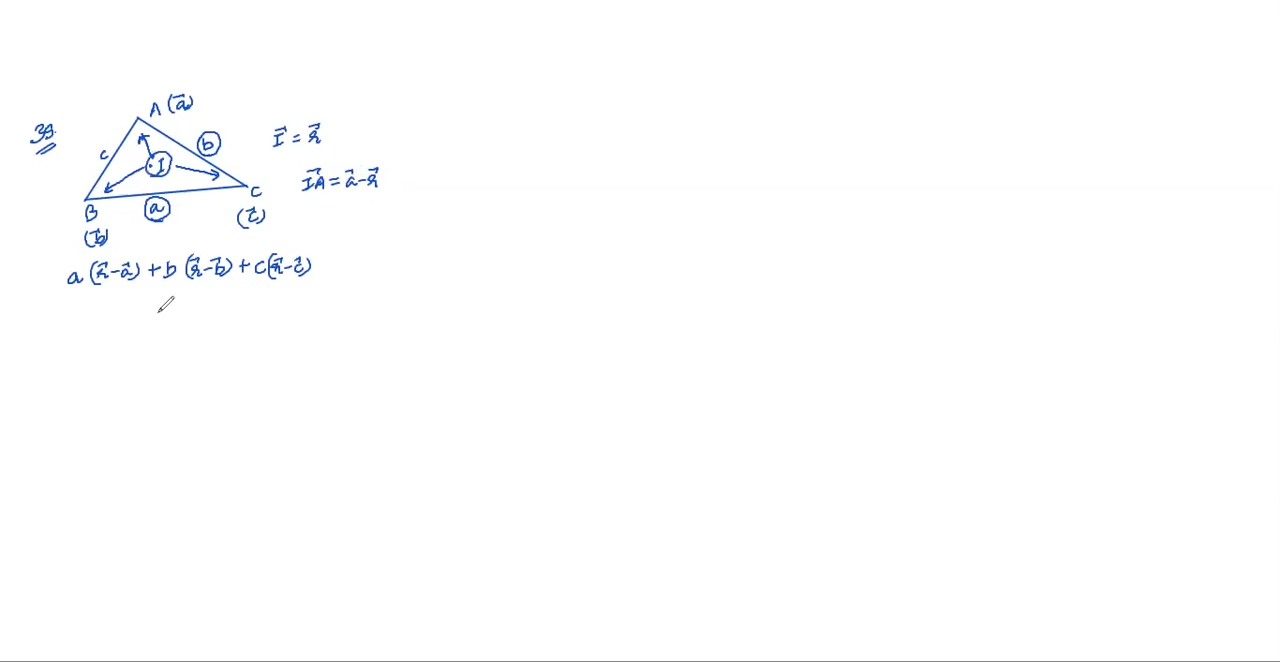 39.
A (a⃗)
c
b
I
I⃗ = r⃗
IA⃗ = a⃗ - r⃗
B
a
C
(b⃗)
(c⃗)
a (r⃗ - a⃗) + b (r⃗ - b⃗) + c (r⃗ - c⃗)